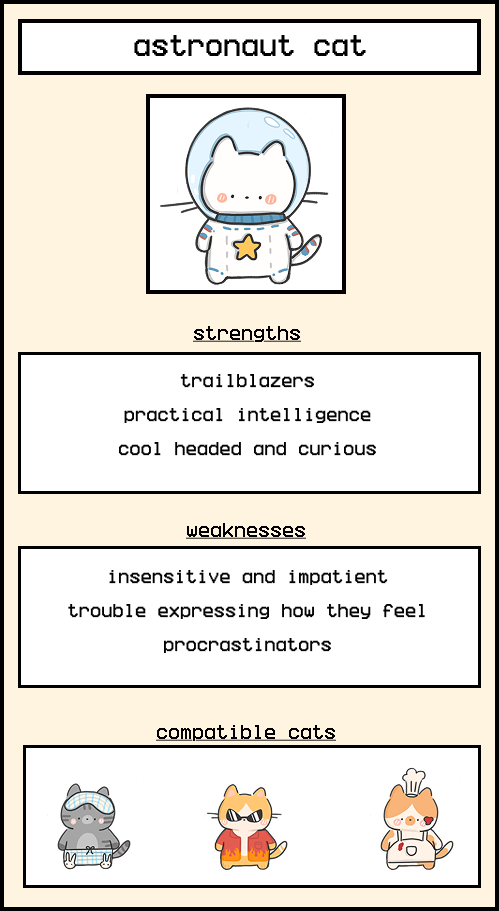 astronaut cat
strengths
trailblazers
practical intelligence
cool headed and curious
weaknesses
insensitive and impatient
trouble expressing how they feel
procrastinators
compatible cats